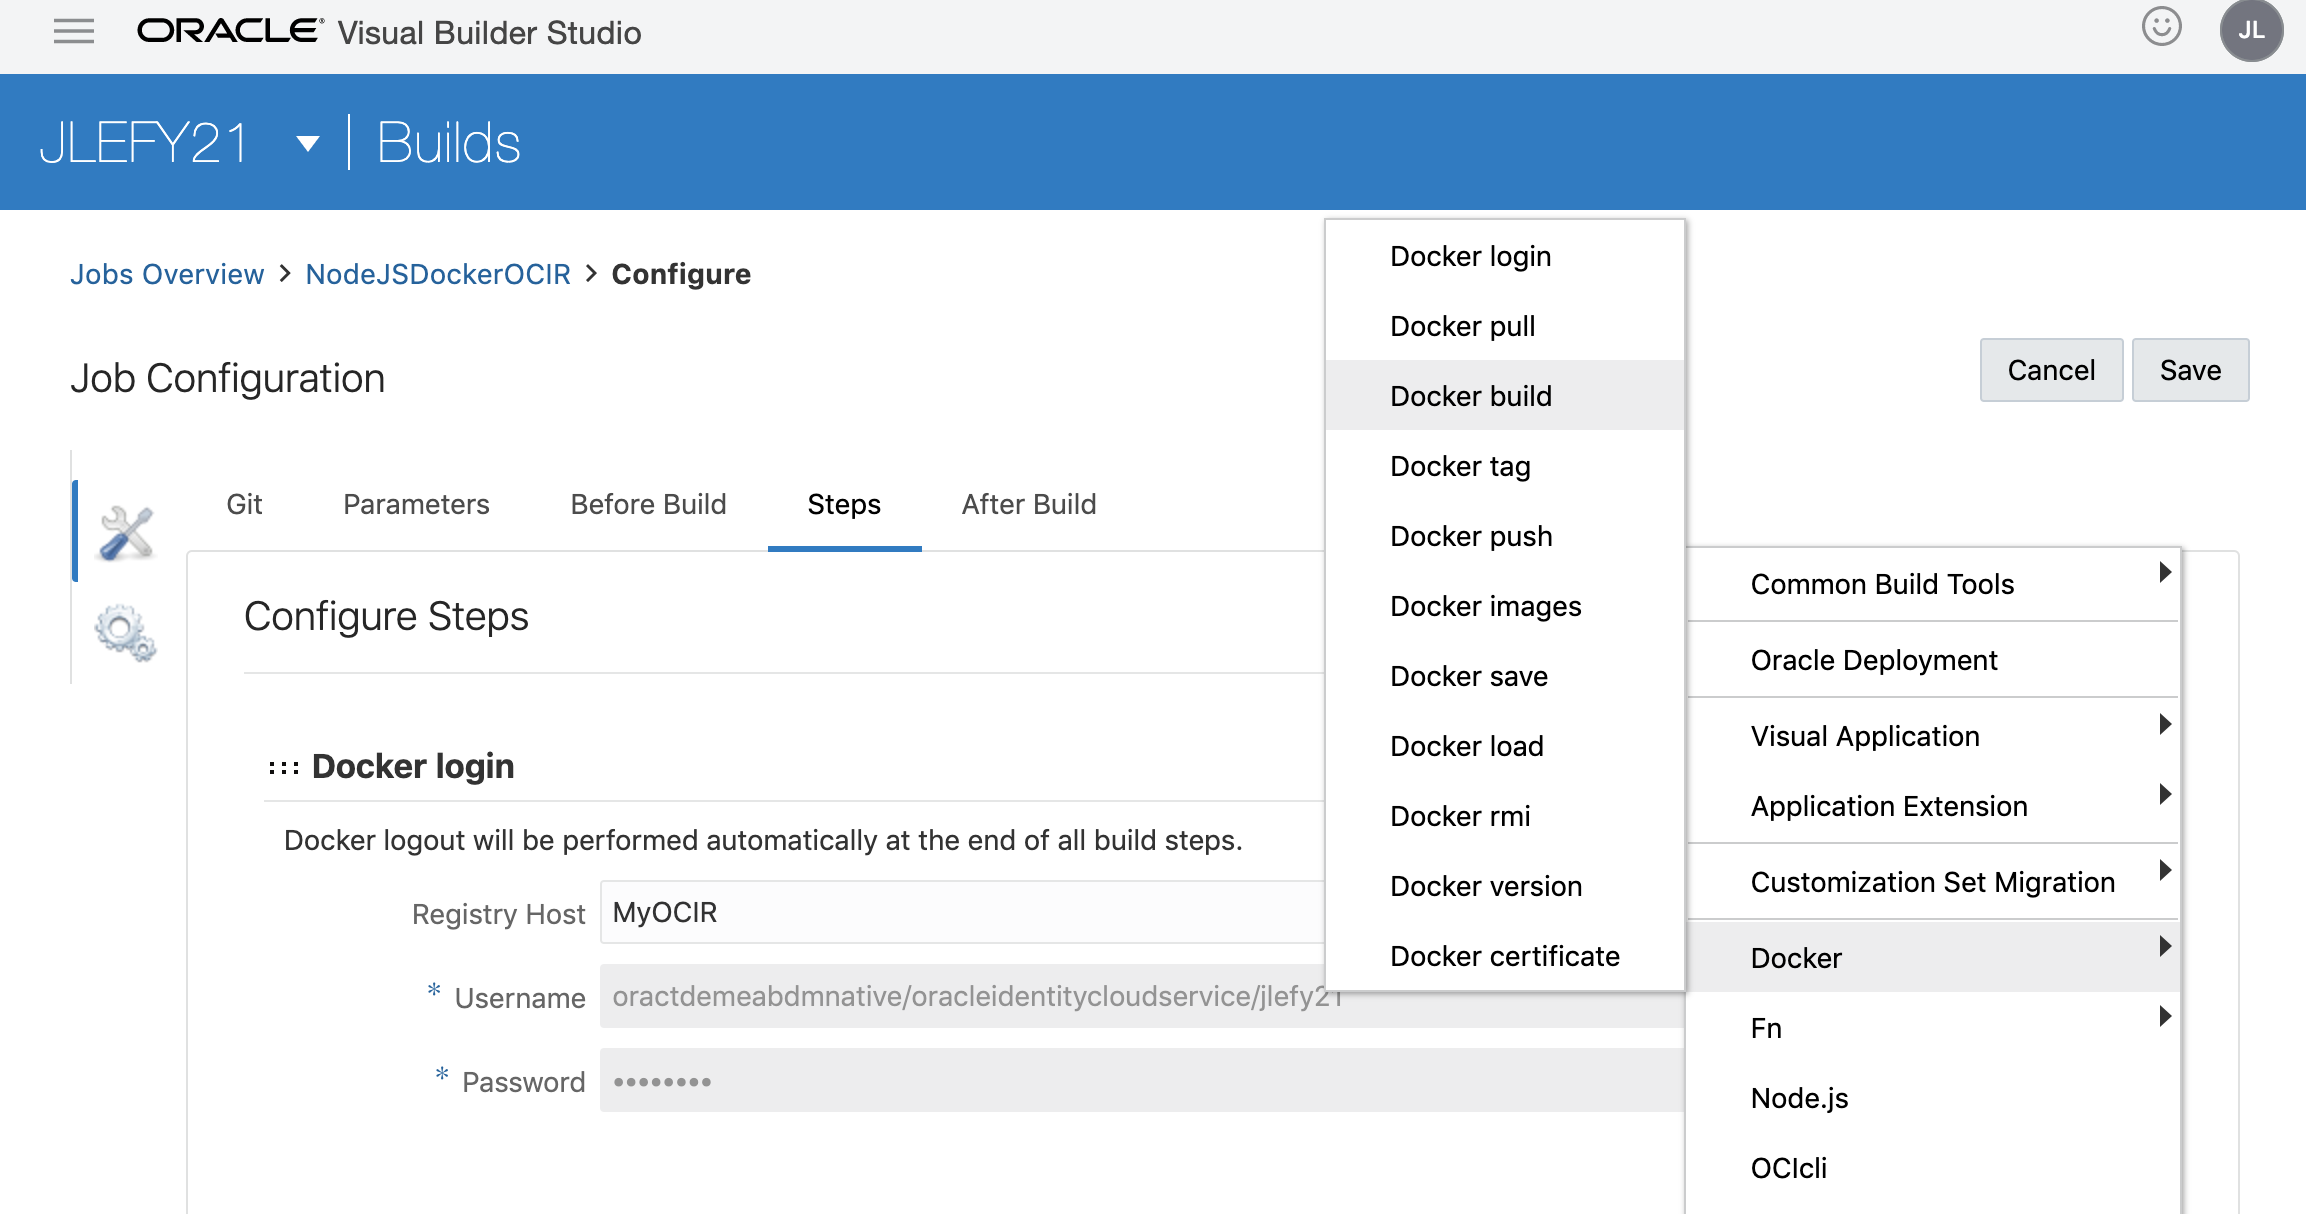 ORACLE® Visual Builder Studio
JL
JLEFY21 | Builds
Jobs Overview > NodeJSDockerOCIR > Configure
Job Configuration
Cancel
Save
Git
Parameters
Before Build
Steps
After Build
Configure Steps
Docker login
Docker logout will be performed automatically at the end of all build steps.
Registry Host
MyOCIR
* Username
oractdemeabdmnative/oracleidentitycloudservice/jlefy21
* Password
••••••••
Docker login
Docker pull
Docker build
Docker tag
Docker push
Docker images
Docker save
Docker load
Docker rmi
Docker version
Docker certificate
Common Build Tools
Oracle Deployment
Visual Application
Application Extension
Customization Set Migration
Docker
Fn
Node.js
OCIcli